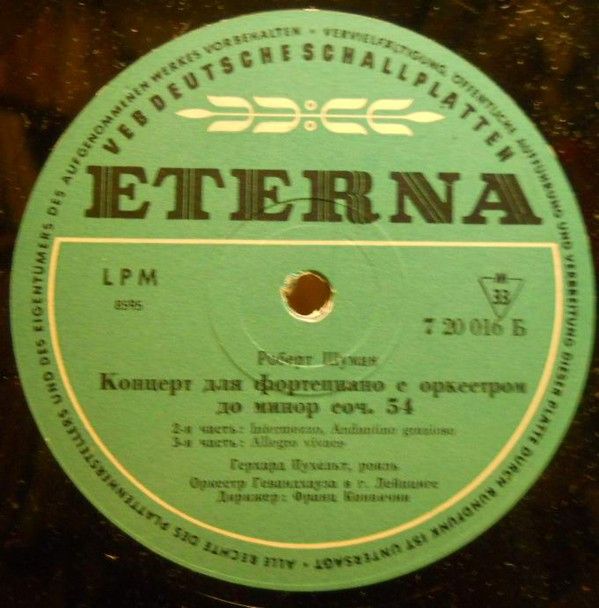 ALLE RECHTE DES PLATTENHERSTELLERS UND DES EIGENTÜMERS DES AUFGENOMMENEN WERKES VORBEHALTEN • VERVIELFÄLTIGUNG, ÖFFENTLICHE AUFFÜHRUNG UND VERBREITUNG DIESER PLATTE DURCH RUNDFUNK IST UNTERSAGT •
VEB DEUTSCHE SCHALLPLATTEN
ETERNA
LPM
8595
И
33
7 20 016 Б
Роберт Шуман
Концерт для фортепиано с оркестром
до минор соч. 54
2-я часть: Intermezzo, Andantino grazioso
3-я часть: Allegro vivace
Герхард Пухельт, рояль
Оркестр Гевандхауза в г. Лейпциге
Дирижер: Франц Конвични